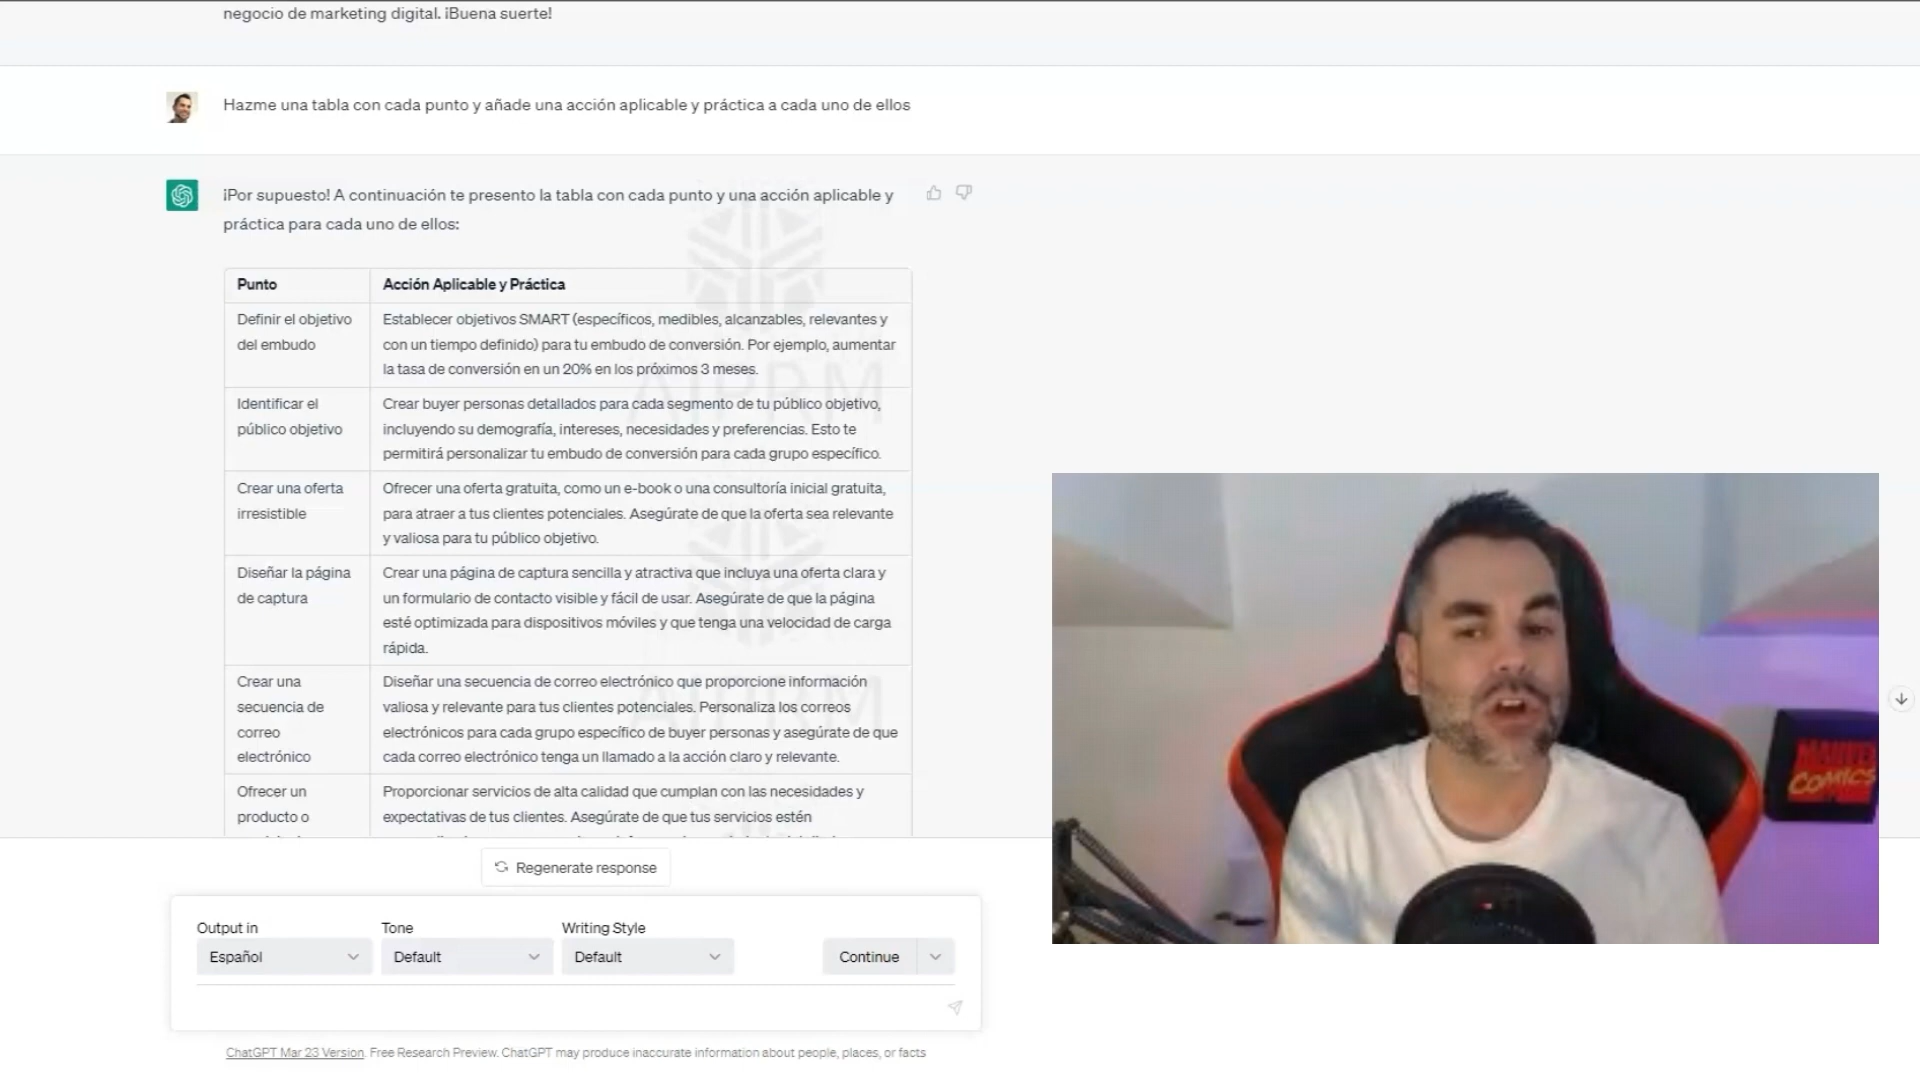 negocio de marketing digital. ¡Buena suerte!
Hazme una tabla con cada punto y añade una acción aplicable y práctica a cada uno de ellos
¡Por supuesto! A continuación te presento la tabla con cada punto y una acción aplicable y
práctica para cada uno de ellos:
Punto
Acción Aplicable y Práctica
Definir el objetivo
del embudo
Establecer objetivos SMART (específicos, medibles, alcanzables, relevantes y
con un tiempo definido) para tu embudo de conversión. Por ejemplo, aumentar
la tasa de conversión en un 20% en los próximos 3 meses.
Identificar el
público objetivo
Crear buyer personas detallados para cada segmento de tu público objetivo,
incluyendo su demografía, intereses, necesidades y preferencias. Esto te
permitirá personalizar tu embudo de conversión para cada grupo específico.
Crear una oferta
irresistible
Ofrecer una oferta gratuita, como un e-book o una consultoría inicial gratuita,
para atraer a tus clientes potenciales. Asegúrate de que la oferta sea relevante
y valiosa para tu público objetivo.
Diseñar la página
de captura
Crear una página de captura sencilla y atractiva que incluya una oferta clara y
un formulario de contacto visible y fácil de usar. Asegúrate de que la página
esté optimizada para dispositivos móviles y que tenga una velocidad de carga
rápida.
Crear una
secuencia de
correo
electrónico
Diseñar una secuencia de correo electrónico que proporcione información
valiosa y relevante para tus clientes potenciales. Personaliza los correos
electrónicos para cada grupo específico de buyer personas y asegúrate de que
cada correo electrónico tenga un llamado a la acción claro y relevante.
Ofrecer un
producto o
Proporcionar servicios de alta calidad que cumplan con las necesidades y
expectativas de tus clientes. Asegúrate de que tus servicios estén
AIPRM
AIPRM
MARVEL
COMICS
Regenerate response
Output in
Tone
Writing Style
Español
Default
Default
Continue
ChatGPT Mar 23 Version. Free Research Preview. ChatGPT may produce inaccurate information about people, places, or facts